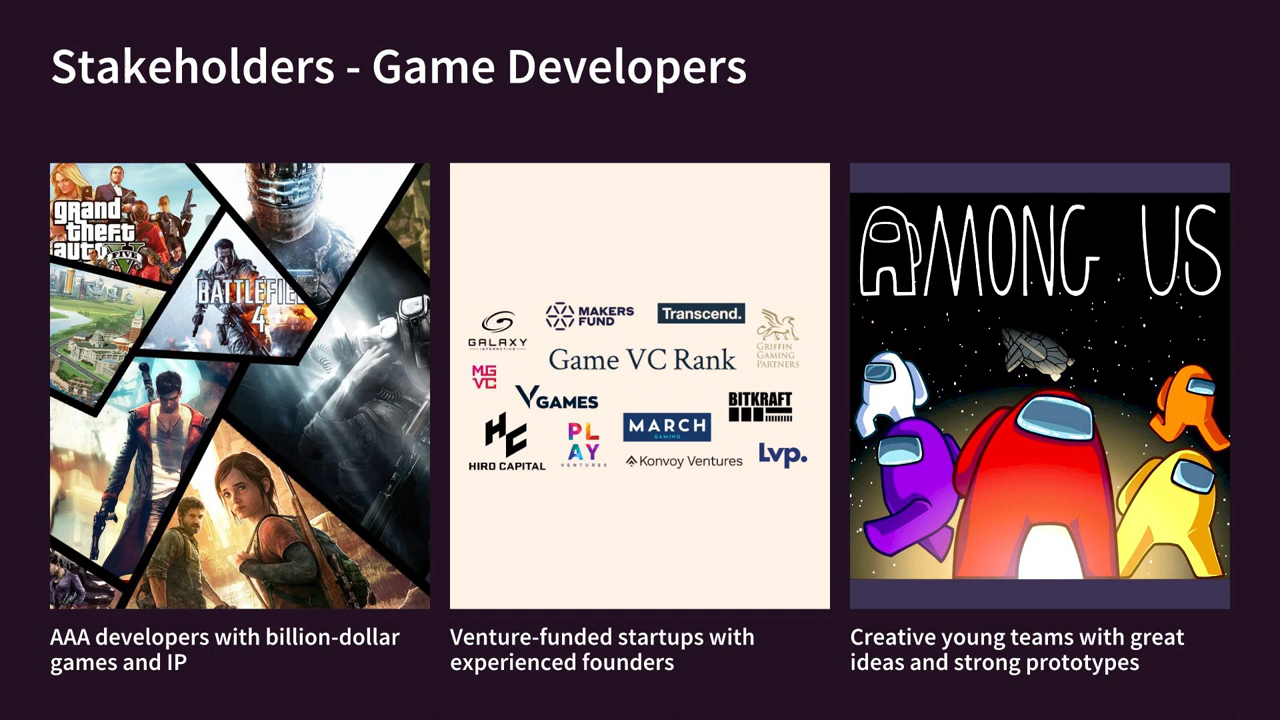 Stakeholders - Game Developers
grand
theft
auto
FIVE
BATTLEFIE
4
GALAXY
INTERACTIVE
MAKERS
FUND
Transcend.
GRIFFIN
GAMING
PARTNERS
Game VC Rank
MG
VC
VGAMES
BITKRAFT
HC
HIRO CAPITAL
PL
AY
VENTURES
MARCH
GAMING
Konvoy Ventures
Lvp.
AMONG US
AAA developers with billion-dollar
games and IP
Venture-funded startups with
experienced founders
Creative young teams with great
ideas and strong prototypes